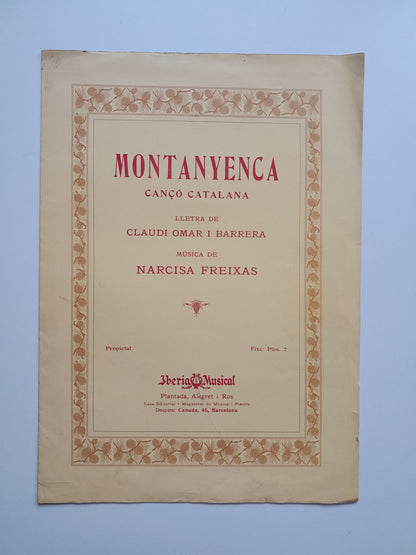 MONTANYENCA
CANÇÓ CATALANA
LLETRA DE
CLAUDI OMAR I BARRERA
MÚSICA DE
NARCISA FREIXAS
Propietat Fixe: Ptes. 2
Iberia Musical
Plantada, Alegret i Ros
Casa Editorial • Magatzém de Música i Pianos
Despatx: Canuda, 45, Barcelona